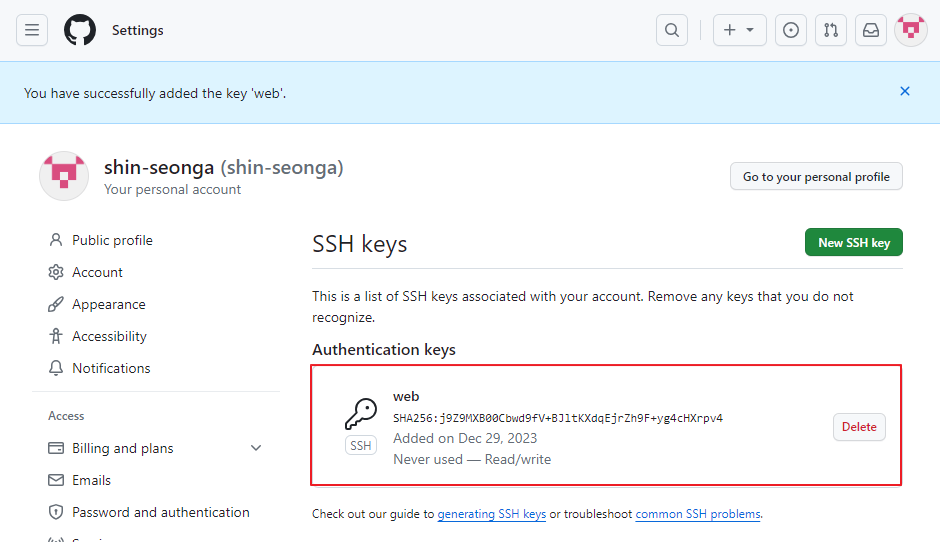 Settings
You have successfully added the key 'web'.
shin-seonga (shin-seonga)
Your personal account
Go to your personal profile
Public profile
Account
Appearance
Accessibility
Notifications
Access
Billing and plans
Emails
Password and authentication
SSH keys
New SSH key
This is a list of SSH keys associated with your account. Remove any keys that you do not
recognize.
Authentication keys
web
SHA256:j9Z9MXB00Cbwd9fV+BJltKXdqEjrZh9F+yg4cHXrpv4
SSH
Added on Dec 29, 2023
Never used — Read/write
Delete
Check out our guide to generating SSH keys or troubleshoot common SSH problems.